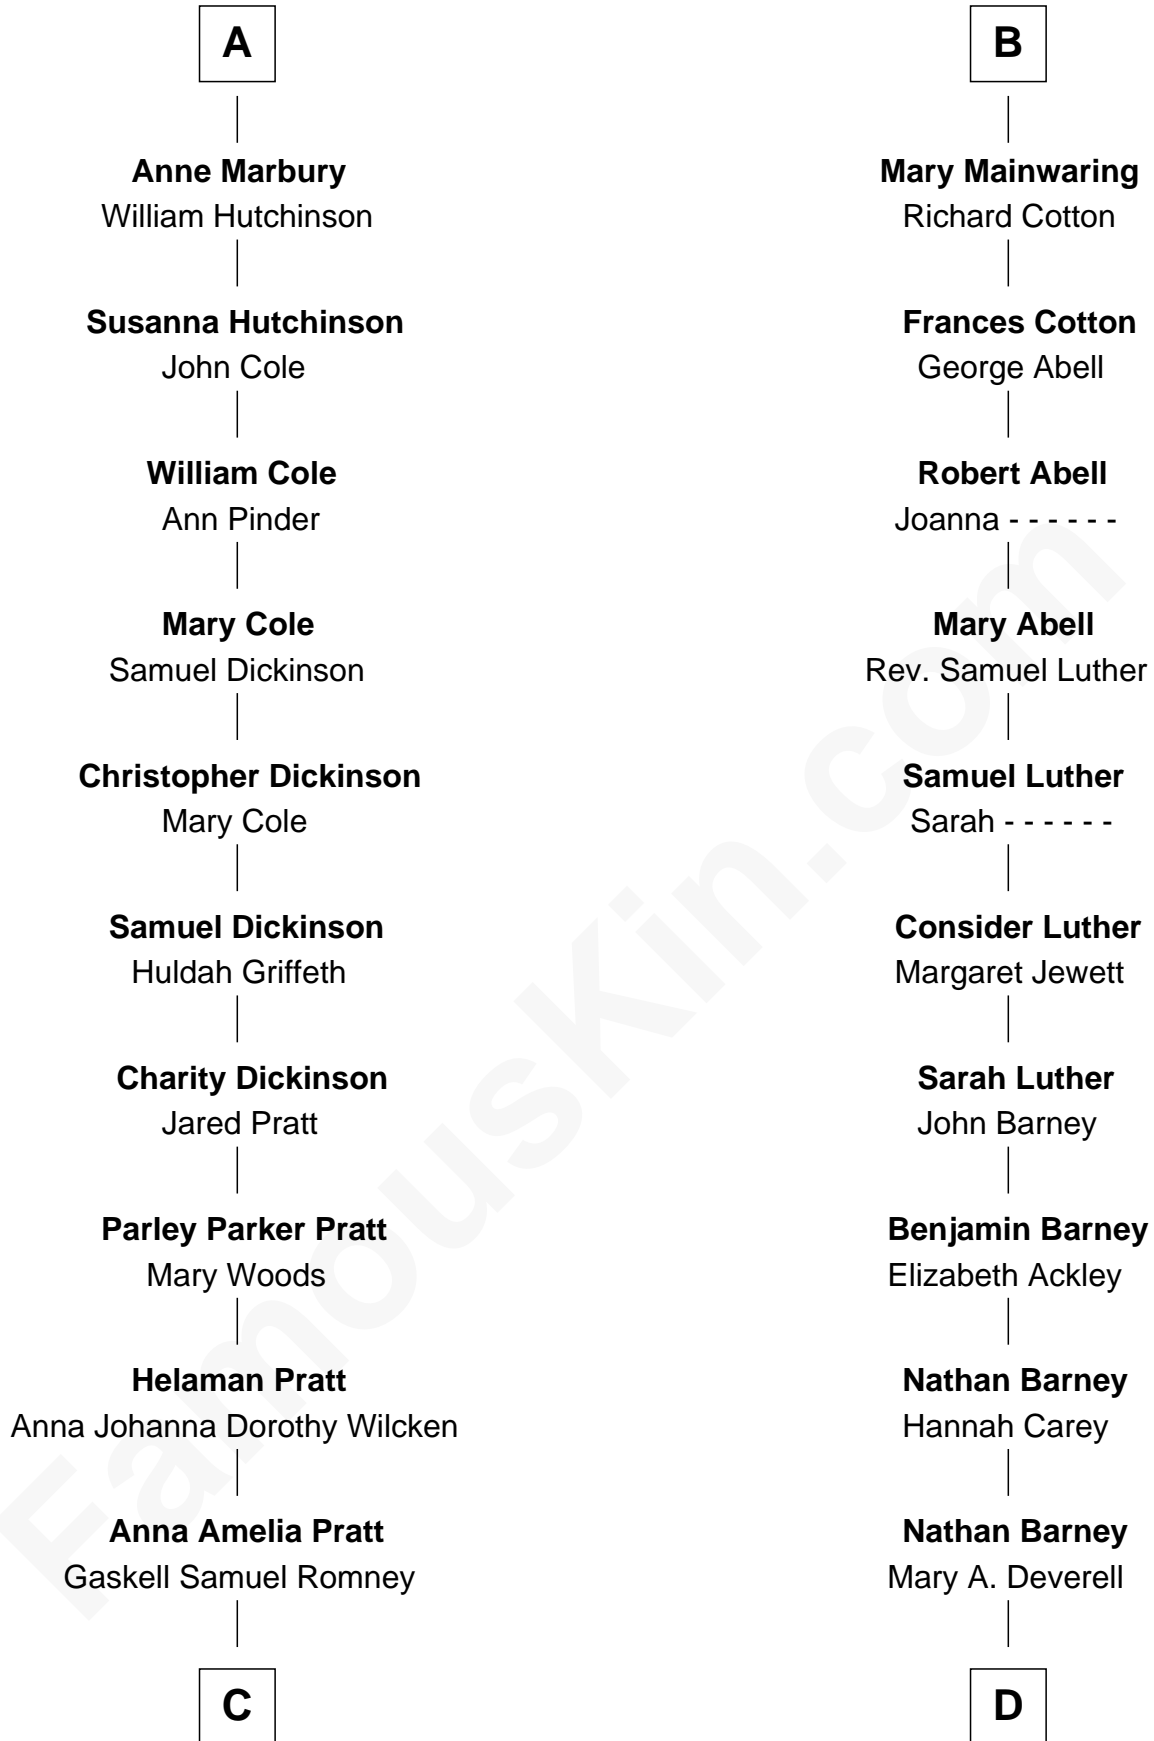 A
Anne Marbury
William Hutchinson
Susanna Hutchinson
John Cole
William Cole
Ann Pinder
Mary Cole
Samuel Dickinson
Christopher Dickinson
Mary Cole
Samuel Dickinson
Huldah Griffeth
Charity Dickinson
Jared Pratt
Parley Parker Pratt
Mary Woods
Helaman Pratt
Anna Johanna Dorothy Wilcken
Anna Amelia Pratt
Gaskell Samuel Romney
C
B
Mary Mainwaring
Richard Cotton
Frances Cotton
George Abell
Robert Abell
Joanna - - - - - -
Mary Abell
Rev. Samuel Luther
Samuel Luther
Sarah - - - - - -
Consider Luther
Margaret Jewett
Sarah Luther
John Barney
Benjamin Barney
Elizabeth Ackley
Nathan Barney
Hannah Carey
Nathan Barney
Mary A. Deverell
D
FamousKin.com